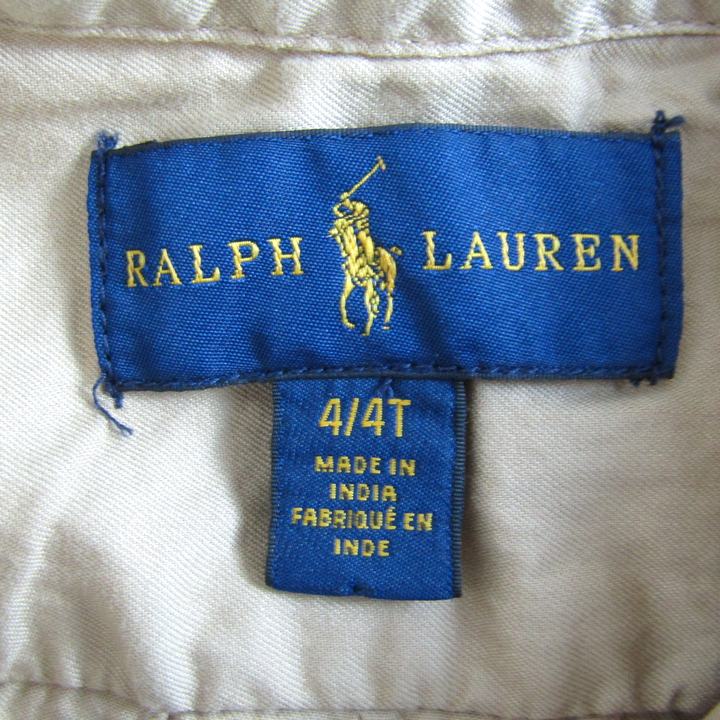 RALPH LAUREN
4/4T
MADE IN
INDIA
FABRIQUÉ EN
INDE